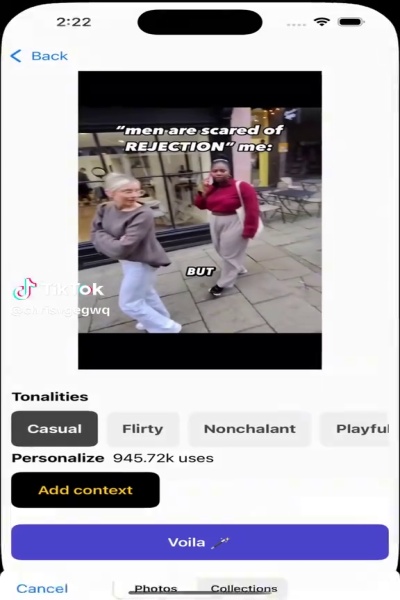 2:22
Back
"men are scared of
REJECTION" me:
BUT
TikTok
Tonalities
Casual Flirty Nonchalant Playful
Personalize 945.72k uses
Add context
Voila
Cancel Photos Collections